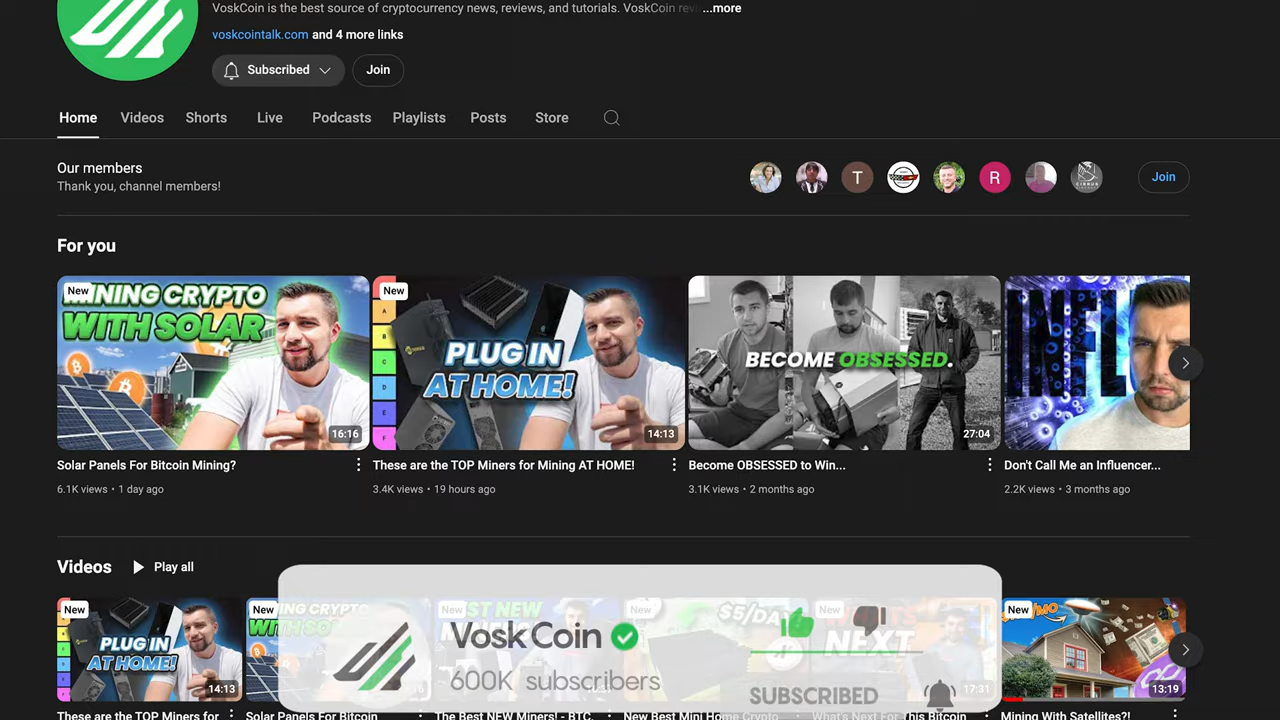 VoskCoin is the best source of cryptocurrency news, reviews, and tutorials. VoskCoin rev ...more
voskcointalk.com and 4 more links
Subscribed
Join
Home Videos Shorts Live Podcasts Playlists Posts Store
Our members
Thank you, channel members!
T
R
Join
For you
New
MINING CRYPTO
WITH SOLAR
16:16
New
A
B
C
D
E
F
PLUG IN
AT HOME!
14:13
BECOME OBSESSED.
27:04
INFL
Solar Panels For Bitcoin Mining?
These are the TOP Miners for Mining AT HOME!
Become OBSESSED to Win...
Don't Call Me an Influencer...
6.1K views • 1 day ago
3.4K views • 19 hours ago
3.1K views • 2 months ago
2.2K views • 3 months ago
Videos
Play all
New
PLUG IN
AT HOME!
14:13
New
New
New
$5/DA
New
NEXT
17:31
New
/MO
13:19
VoskCoin
600K subscribers
SUBSCRIBED
These are the TOP Miners for
Solar Panels For Bitcoin
The Best NEW Miners! - BTC,
New Best Mini Home Crypto
What's Next For This Bitcoin
Mining With Satellites?!